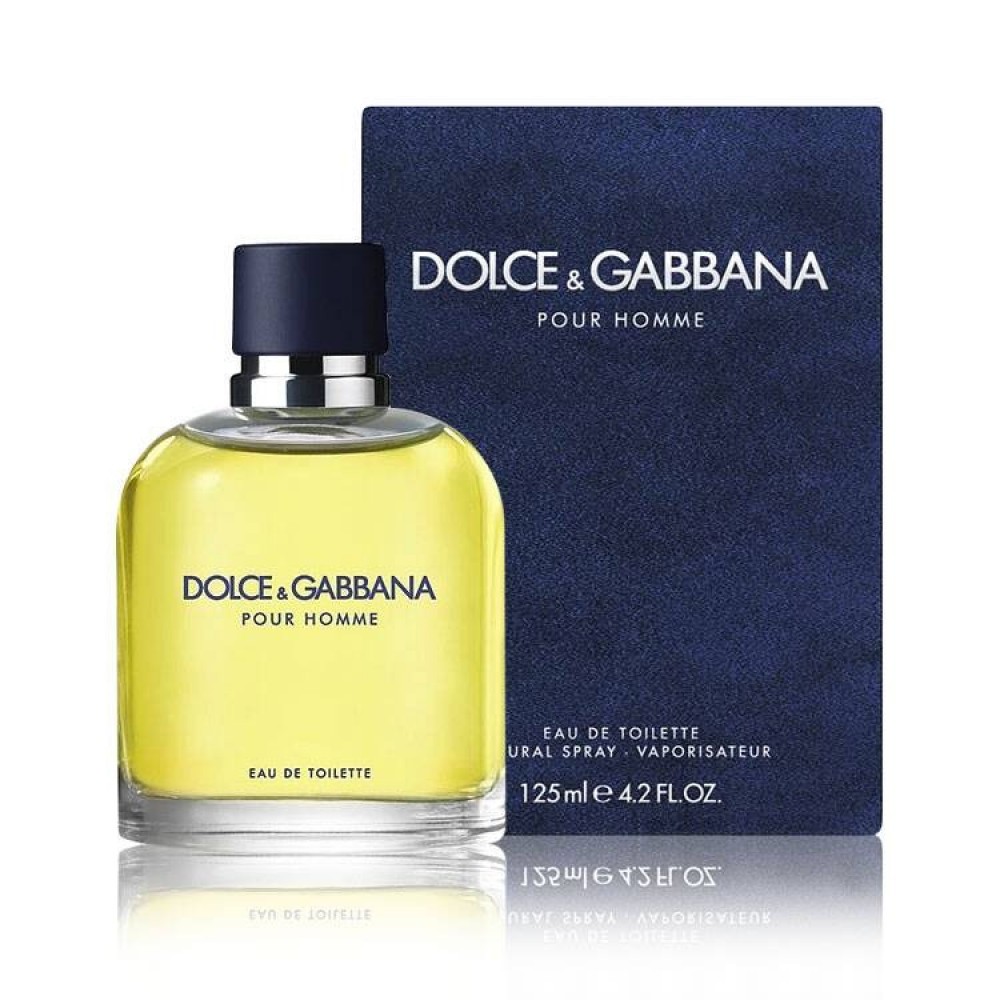 DOLCE & GABBANA
POUR HOMME
EAU DE TOILETTE
URAL SPRAY · VAPORISATEUR
125ml e 4.2 FL.OZ.
DOLCE & GABBANA
POUR HOMME
EAU DE TOILETTE